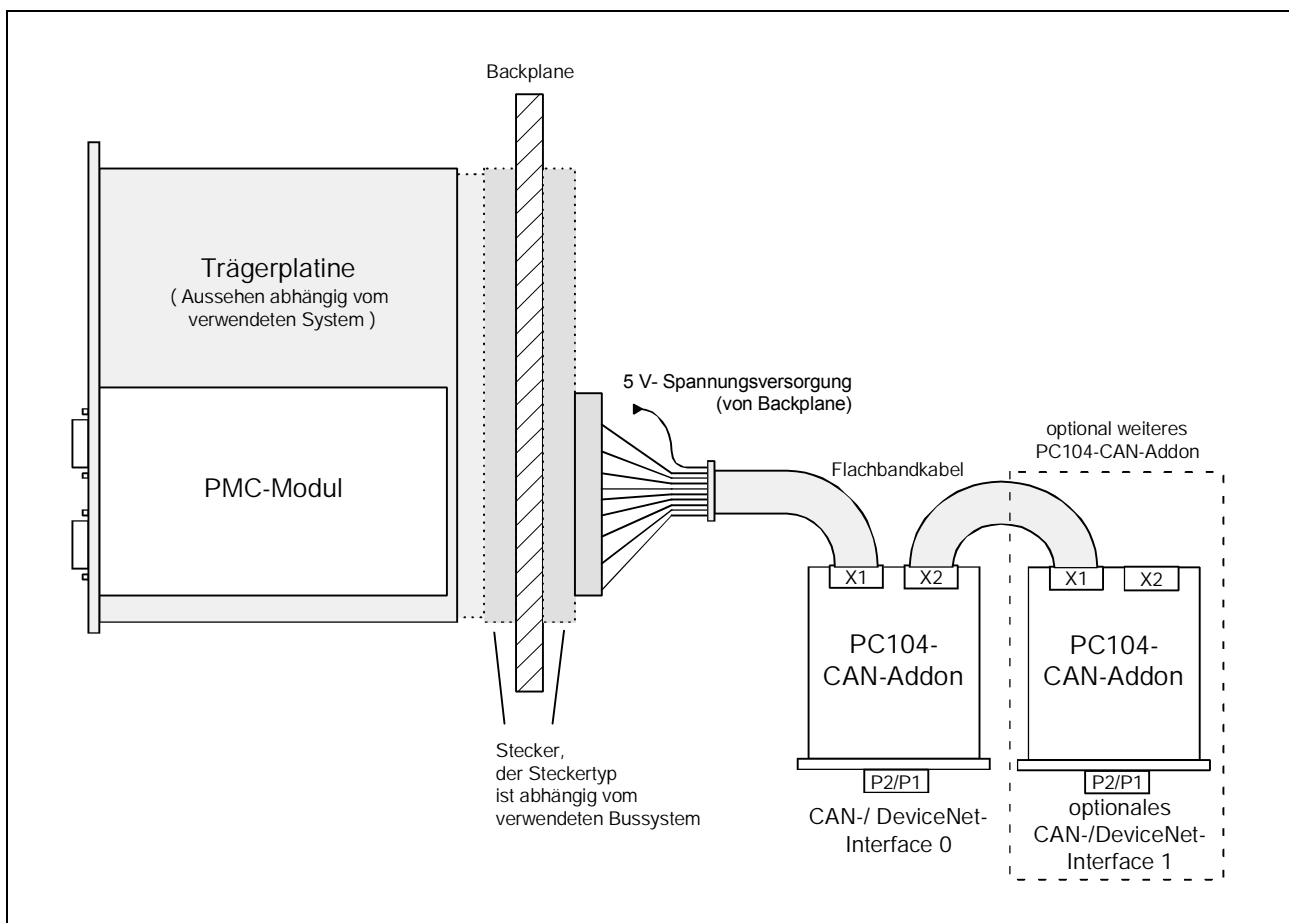 Backplane
Trägerplatine
( Aussehen abhängig vom
verwendeten System )
PMC-Modul
5 V- Spannungsversorgung
(von Backplane)
Flachbandkabel
optional weiteres
PC104-CAN-Addon
X1
X2
PC104-
CAN-Addon
P2/P1
CAN-/ DeviceNet-
Interface 0
X1
X2
PC104-
CAN-Addon
P2/P1
optionales
CAN-/DeviceNet-
Interface 1
Stecker,
der Steckertyp
ist abhängig vom
verwendeten Bussystem